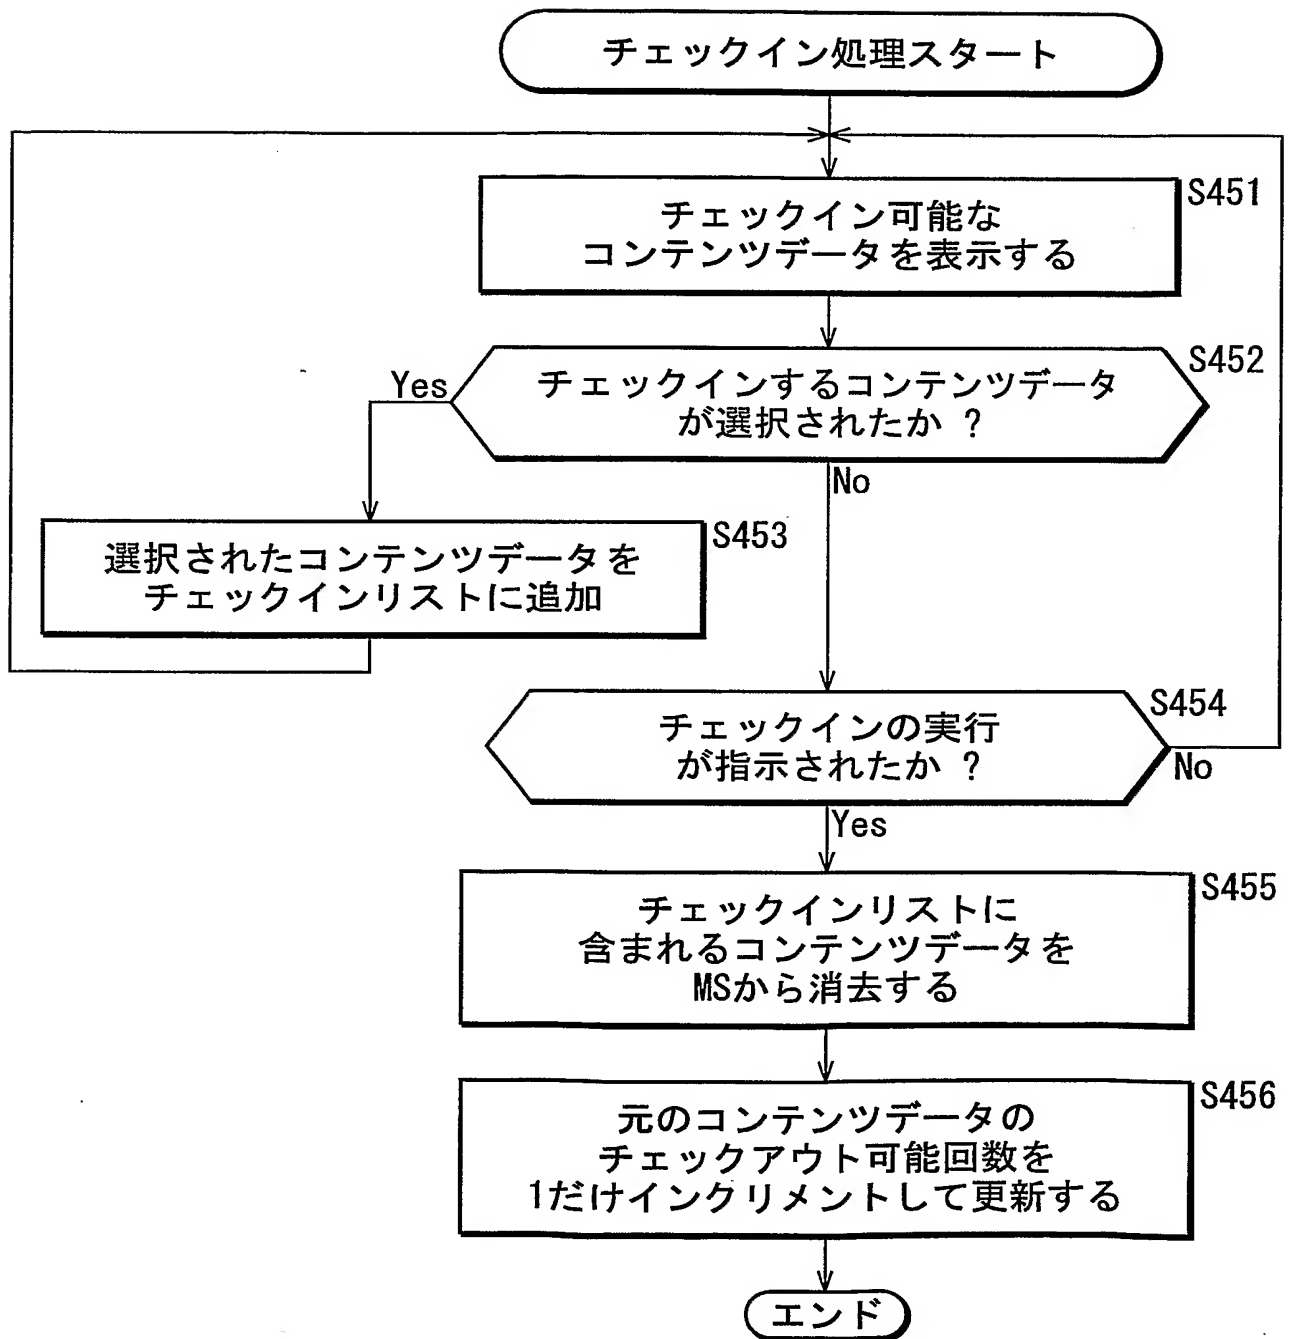 チェックイン処理スタート
S451
チェックイン可能な
コンテンツデータを表示する
S452
チェックインするコンテンツデータ
が選択されたか ?
Yes
No
S453
選択されたコンテンツデータを
チェックインリストに追加
S454
チェックインの実行
が指示されたか ?
No
Yes
S455
チェックインリストに
含まれるコンテンツデータを
MSから消去する
S456
元のコンテンツデータの
チェックアウト可能回数を
1だけインクリメントして更新する
エンド